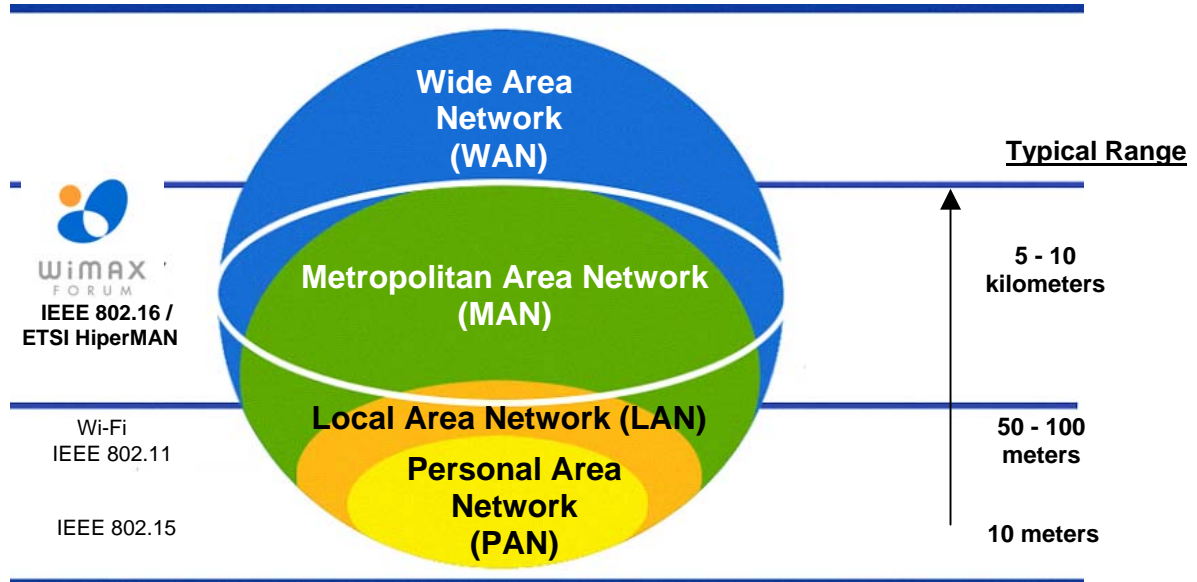 Wide Area
Network
(WAN)
Typical Range
WiMAX
FORUM
IEEE 802.16 /
ETSI HiperMAN
Metropolitan Area Network
(MAN)
5 - 10
kilometers
Local Area Network (LAN)
Wi-Fi
IEEE 802.11
50 - 100
meters
Personal Area
Network
(PAN)
IEEE 802.15
10 meters